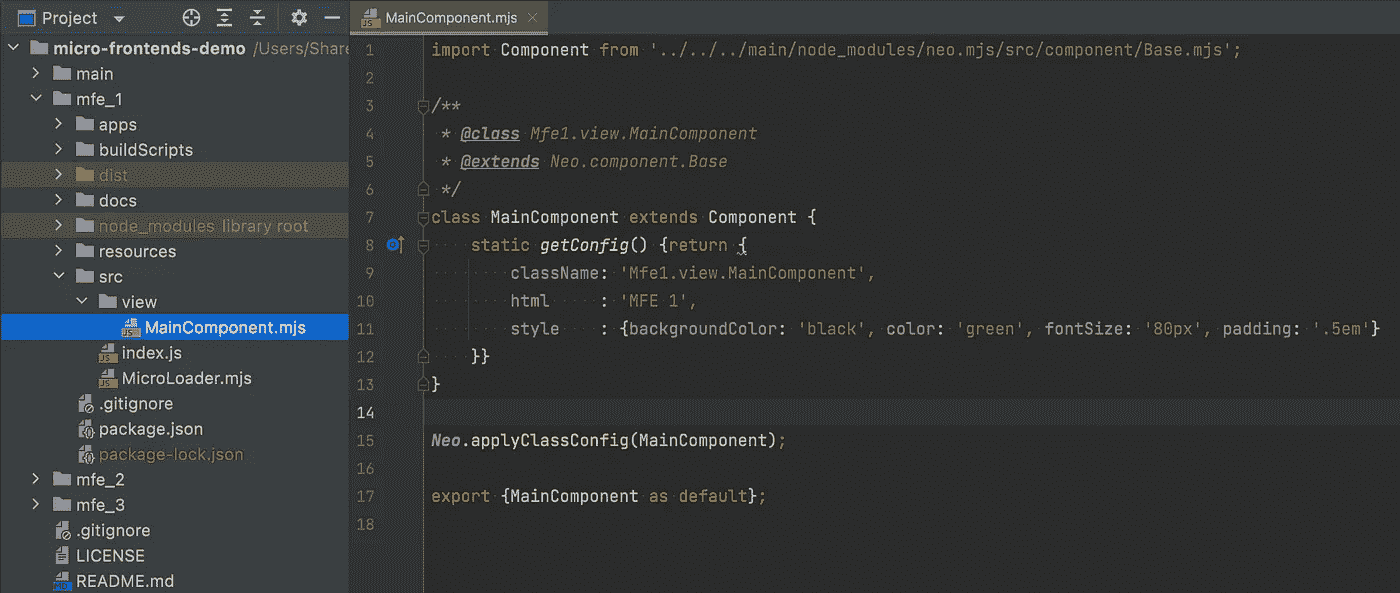 Project
micro-frontends-demo /Users/Share
main
mfe_1
apps
buildScripts
dist
docs
node_modules library root
resources
src
view
MainComponent.mjs
index.js
MicroLoader.mjs
.gitignore
package.json
package-lock.json
mfe_2
mfe_3
.gitignore
LICENSE
README.md
MainComponent.mjs
1 import Component from '../../../main/node_modules/neo.mjs/src/component/Base.mjs';
2
3 /**
4 * @class Mfe1.view.MainComponent
5 * @extends Neo.component.Base
6 */
7 class MainComponent extends Component {
8 static getConfig() {return {
9 className: 'Mfe1.view.MainComponent',
10 html : 'MFE 1',
11 style : {backgroundColor: 'black', color: 'green', fontSize: '80px', padding: '.5em'}
12 }}
13 }
14
15 Neo.applyClassConfig(MainComponent);
16
17 export {MainComponent as default};
18